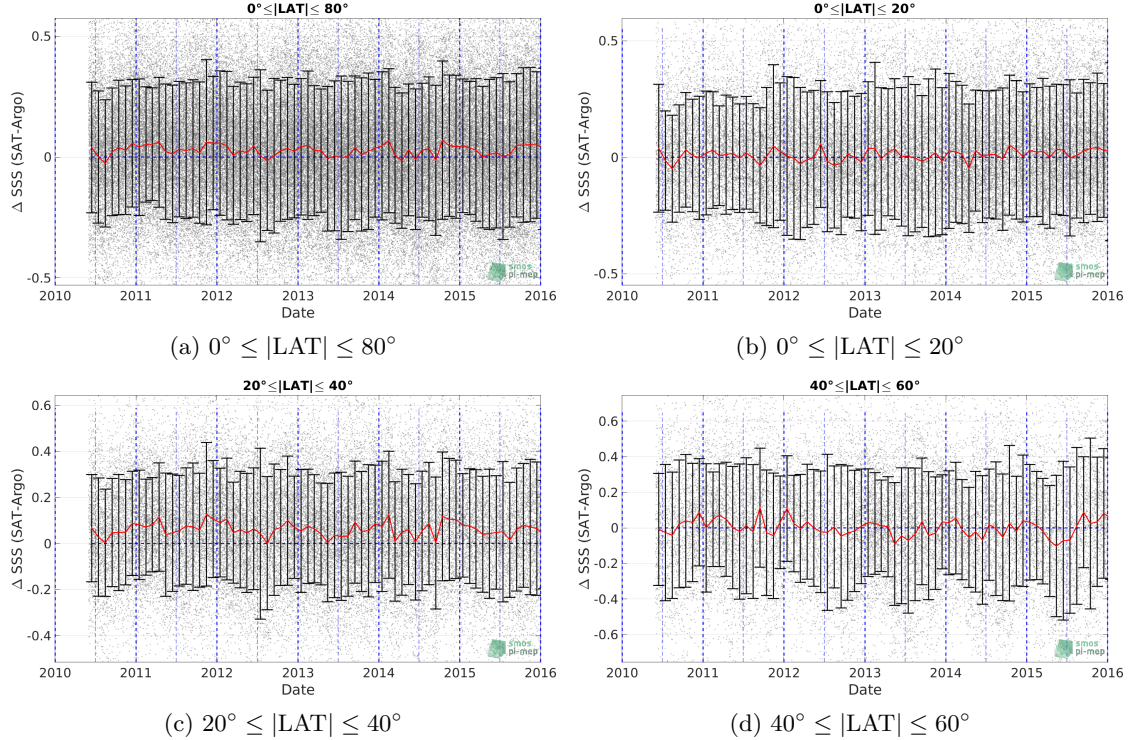 0°≤|LAT|≤ 80°
Δ SSS (SAT-Argo)
0.5
0
-0.5
2010 2011 2012 2013 2014 2015 2016
Date
smos
pi-mep
(a) 0° ≤ |LAT| ≤ 80°
0°≤|LAT|≤ 20°
Δ SSS (SAT-Argo)
0.5
0
-0.5
2010 2011 2012 2013 2014 2015 2016
Date
smos
pi-mep
(b) 0° ≤ |LAT| ≤ 20°
20°≤|LAT|≤ 40°
Δ SSS (SAT-Argo)
0.6
0.4
0.2
0
-0.2
-0.4
2010 2011 2012 2013 2014 2015 2016
Date
smos
pi-mep
(c) 20° ≤ |LAT| ≤ 40°
40°≤|LAT|≤ 60°
Δ SSS (SAT-Argo)
0.6
0.4
0.2
0
-0.2
-0.4
-0.6
2010 2011 2012 2013 2014 2015 2016
Date
smos
pi-mep
(d) 40° ≤ |LAT| ≤ 60°